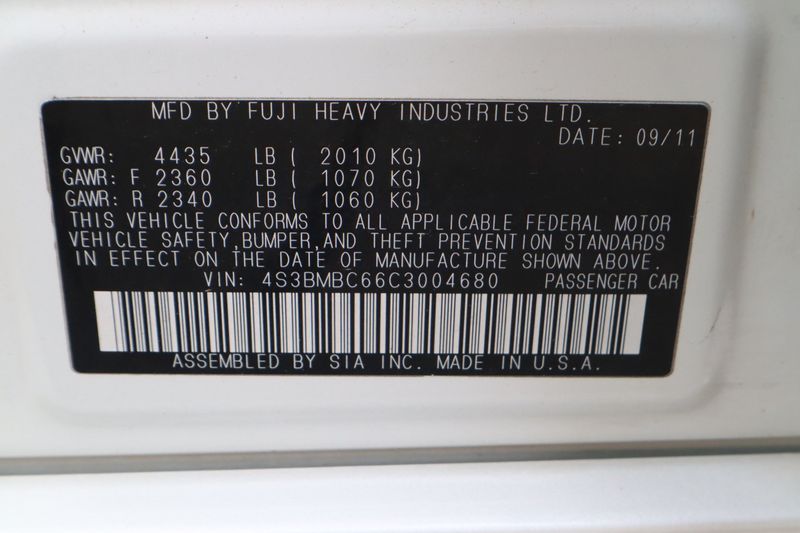 MFD BY FUJI HEAVY INDUSTRIES LTD.
DATE: 09/11
GVWR: 4435 LB ( 2010 KG)
GAWR: F 2360 LB ( 1070 KG)
GAWR: R 2340 LB ( 1060 KG)
THIS VEHICLE CONFORMS TO ALL APPLICABLE FEDERAL MOTOR
VEHICLE SAFETY,BUMPER,AND THEFT PREVENTION STANDARDS
IN EFFECT ON THE DATE OF MANUFACTURE SHOWN ABOVE.
VIN: 4S3BMBC66C3004680 PASSENGER CAR
ASSEMBLED BY SIA INC. MADE IN U.S.A.